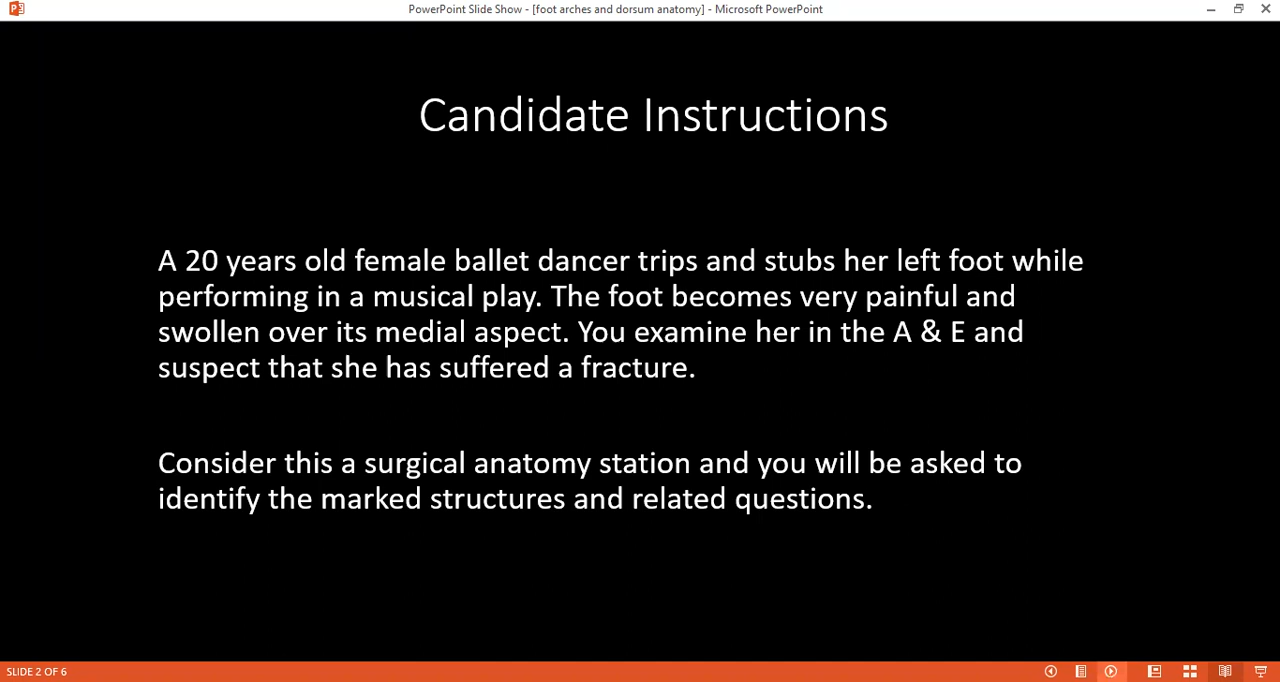 PowerPoint Slide Show - [foot arches and dorsum anatomy] - Microsoft PowerPoint
Candidate Instructions
A 20 years old female ballet dancer trips and stubs her left foot while
performing in a musical play. The foot becomes very painful and
swollen over its medial aspect. You examine her in the A & E and
suspect that she has suffered a fracture.
Consider this a surgical anatomy station and you will be asked to
identify the marked structures and related questions.
SLIDE 2 OF 6